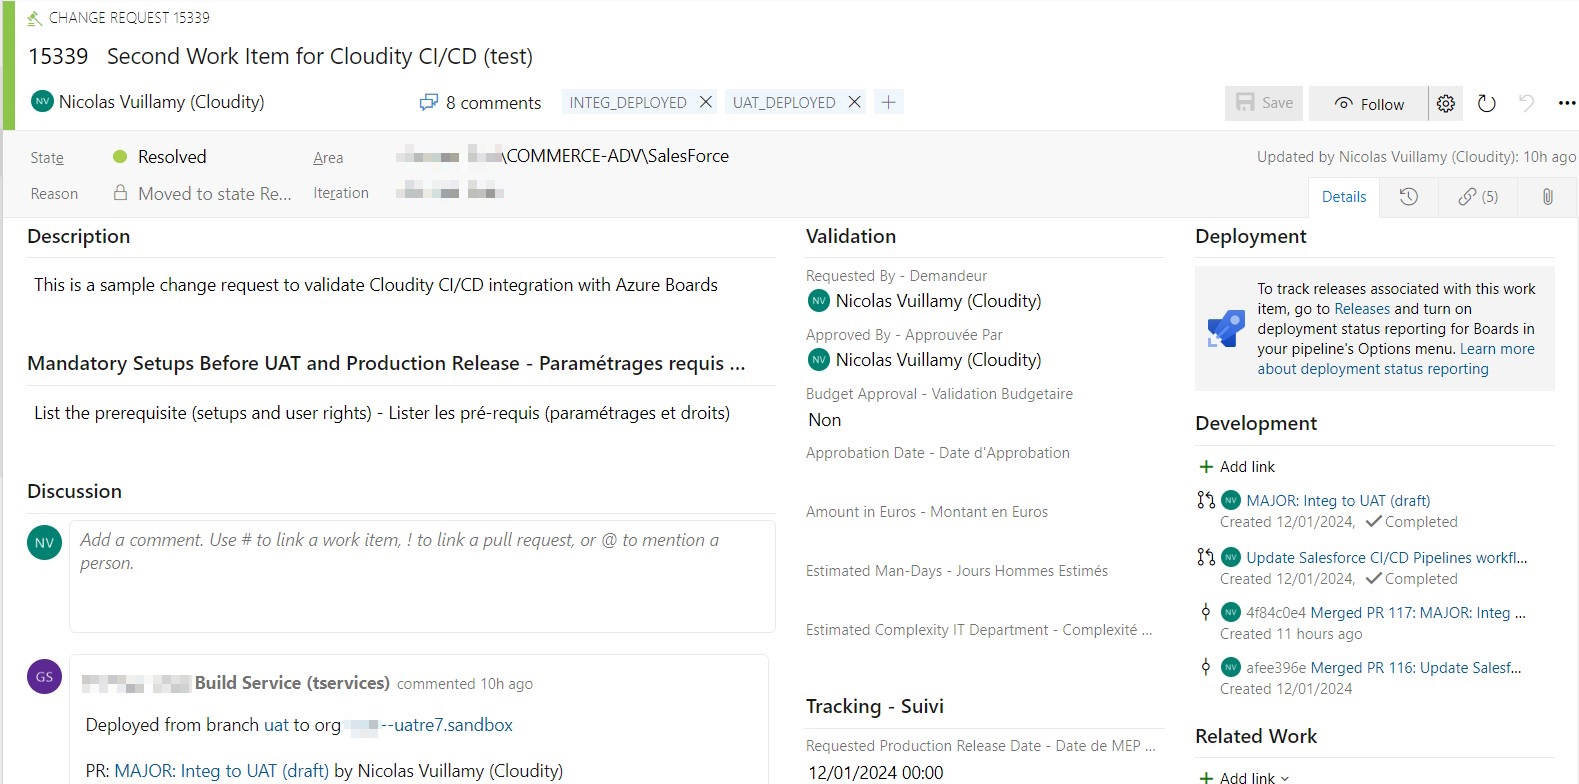 CHANGE REQUEST 15339
15339 Second Work Item for Cloudity CI/CD (test)
NV Nicolas Vuillamy (Cloudity) 8 comments INTEG_DEPLOYED UAT_DEPLOYED Save Follow
State Resolved Area \COMMERCE-ADV\SalesForce Updated by Nicolas Vuillamy (Cloudity): 10h ago
Reason Moved to state Re... Iteration Details (5)
Description
This is a sample change request to validate Cloudity CI/CD integration with Azure Boards
Mandatory Setups Before UAT and Production Release - Paramétrages requis ...
List the prerequisite (setups and user rights) - Lister les pré-requis (paramétrages et droits)
Discussion
NV
Add a comment. Use # to link a work item, ! to link a pull request, or @ to mention a
person.
GS
Build Service (tservices) commented 10h ago
Deployed from branch uat to org --uatre7.sandbox
PR: MAJOR: Integ to UAT (draft) by Nicolas Vuillamy (Cloudity)
Validation
Requested By - Demandeur
NV Nicolas Vuillamy (Cloudity)
Approved By - Approuvée Par
NV Nicolas Vuillamy (Cloudity)
Budget Approval - Validation Budgetaire
Non
Approbation Date - Date d'Approbation
Amount in Euros - Montant en Euros
Estimated Man-Days - Jours Hommes Estimés
Estimated Complexity IT Department - Complexité ...
Tracking - Suivi
Requested Production Release Date - Date de MEP ...
12/01/2024 00:00
Deployment
To track releases associated with this work
item, go to Releases and turn on
deployment status reporting for Boards in
your pipeline's Options menu. Learn more
about deployment status reporting
Development
Add link
NV MAJOR: Integ to UAT (draft)
Created 12/01/2024, Completed
NV Update Salesforce CI/CD Pipelines workfl...
Created 12/01/2024, Completed
NV 4f84c0e4 Merged PR 117: MAJOR: Integ ...
Created 11 hours ago
NV afee396e Merged PR 116: Update Salesf...
Created 12/01/2024
Related Work
Add link